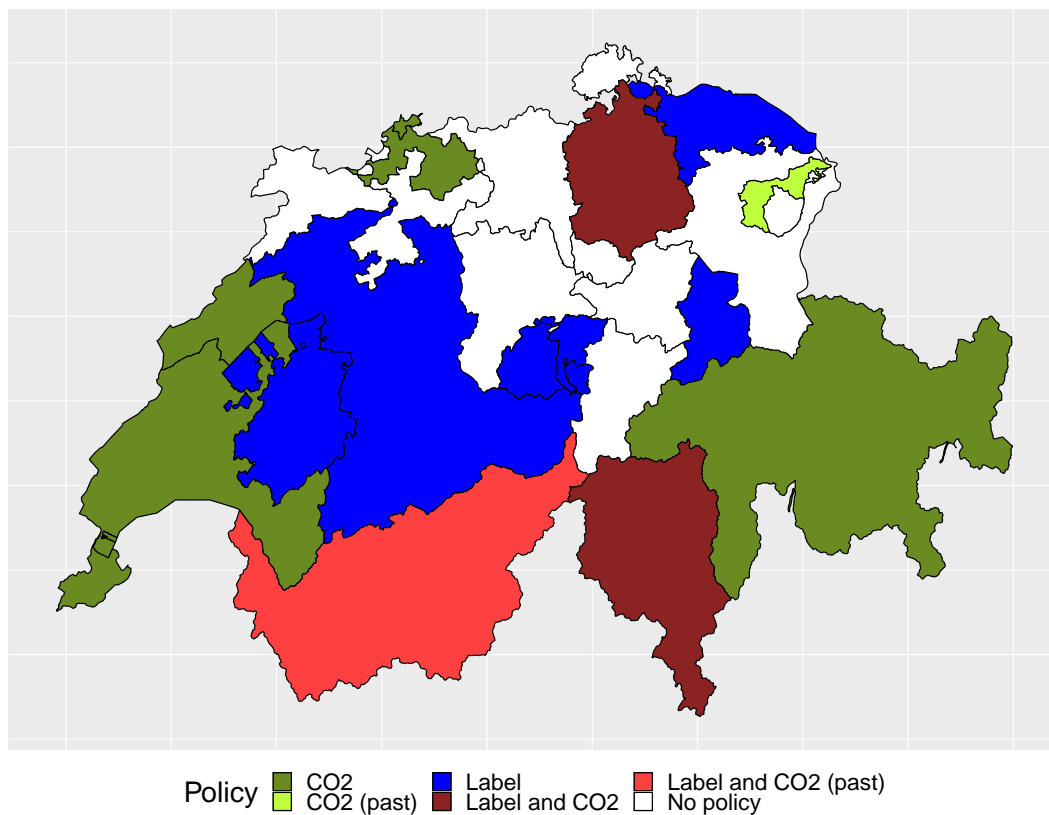 Policy
CO2
Label
Label and CO2 (past)
CO2 (past)
Label and CO2
No policy